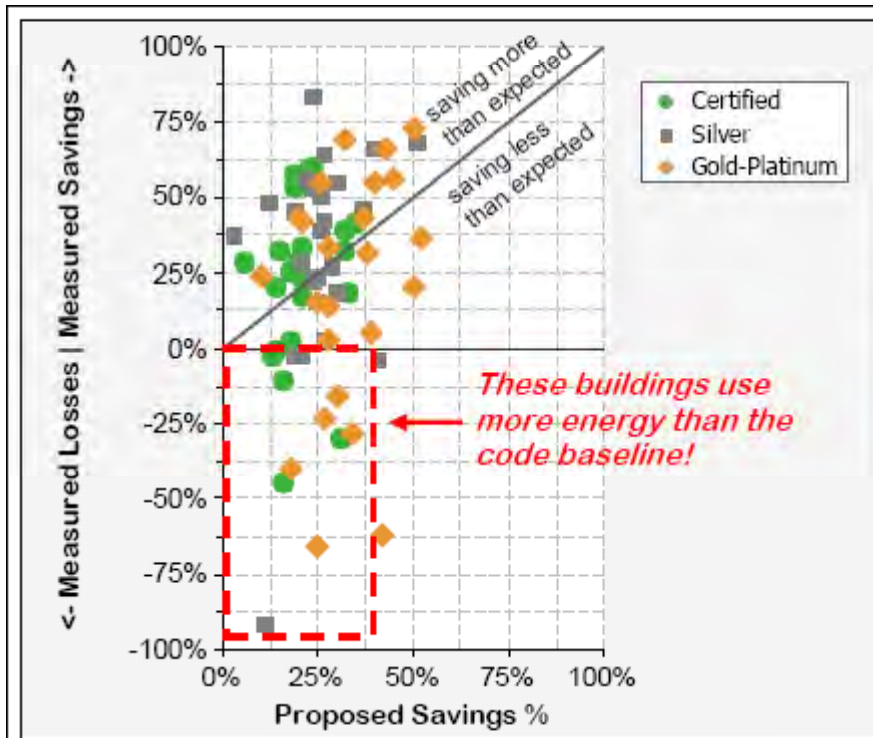 100%
75%
50%
25%
0%
-25%
-50%
-75%
-100%
<- Measured Losses | Measured Savings ->
saving more
than expected
saving less
than expected
Certified
Silver
Gold-Platinum
These buildings use
more energy than the
code baseline!
0%
25%
50%
75%
100%
Proposed Savings %